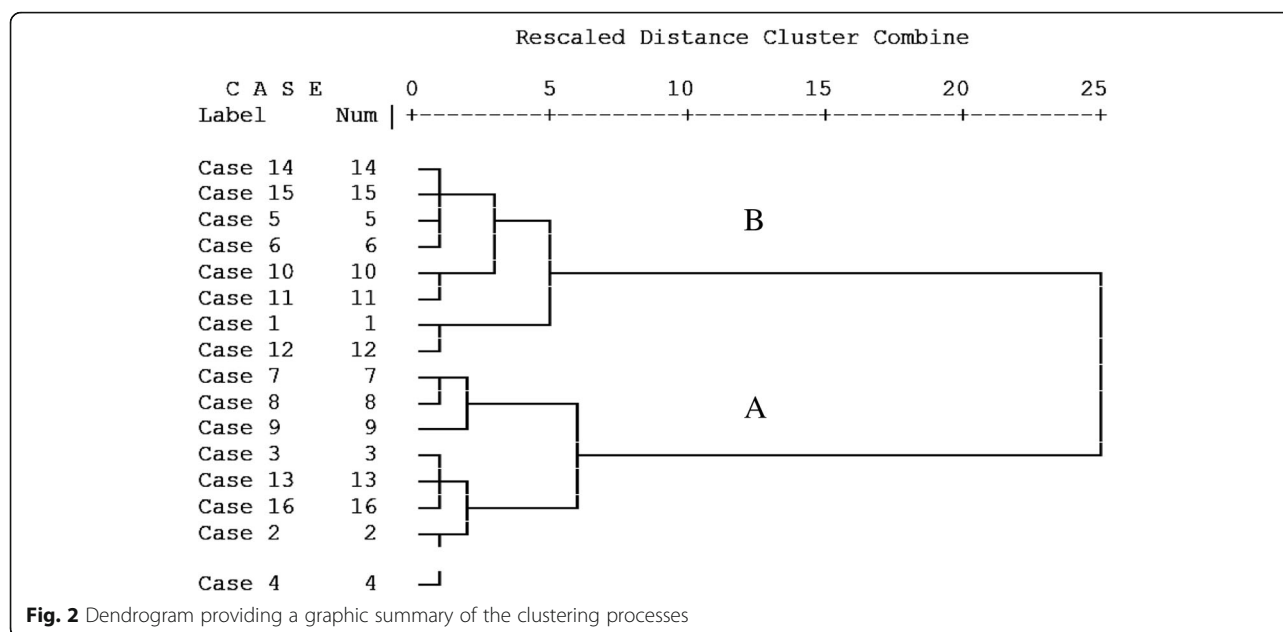 Rescaled Distance Cluster Combine
C A S E 0 5 10 15 20 25
Label Num | +---------+---------+---------+---------+---------+
Case 14 14
Case 15 15
Case 5 5
B
Case 6 6
Case 10 10
Case 11 11
Case 1 1
Case 12 12
Case 7 7
Case 8 8
A
Case 9 9
Case 3 3
Case 13 13
Case 16 16
Case 2 2
Case 4 4
Fig. 2 Dendrogram providing a graphic summary of the clustering processes